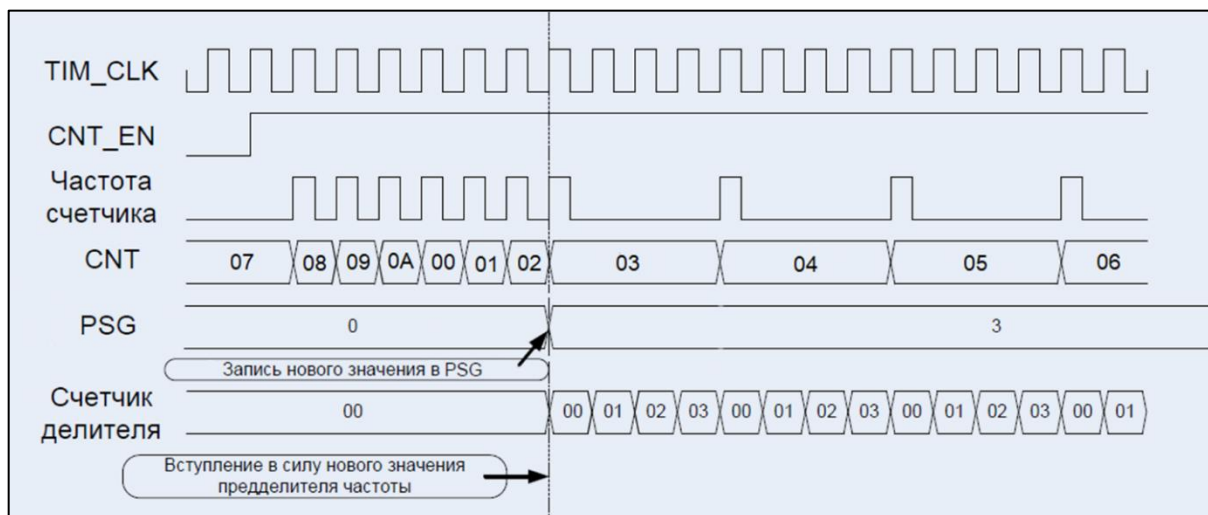 TIM_CLK
CNT_EN
Частота
счетчика
CNT
07 08 09 0A 00 01 02 03 04 05 06
PSG
0 3
Запись нового значения в PSG
Счетчик
делителя
00 00 01 02 03 00 01 02 03 00 01 02 03 00 01
Вступление в силу нового значения
предделителя частоты